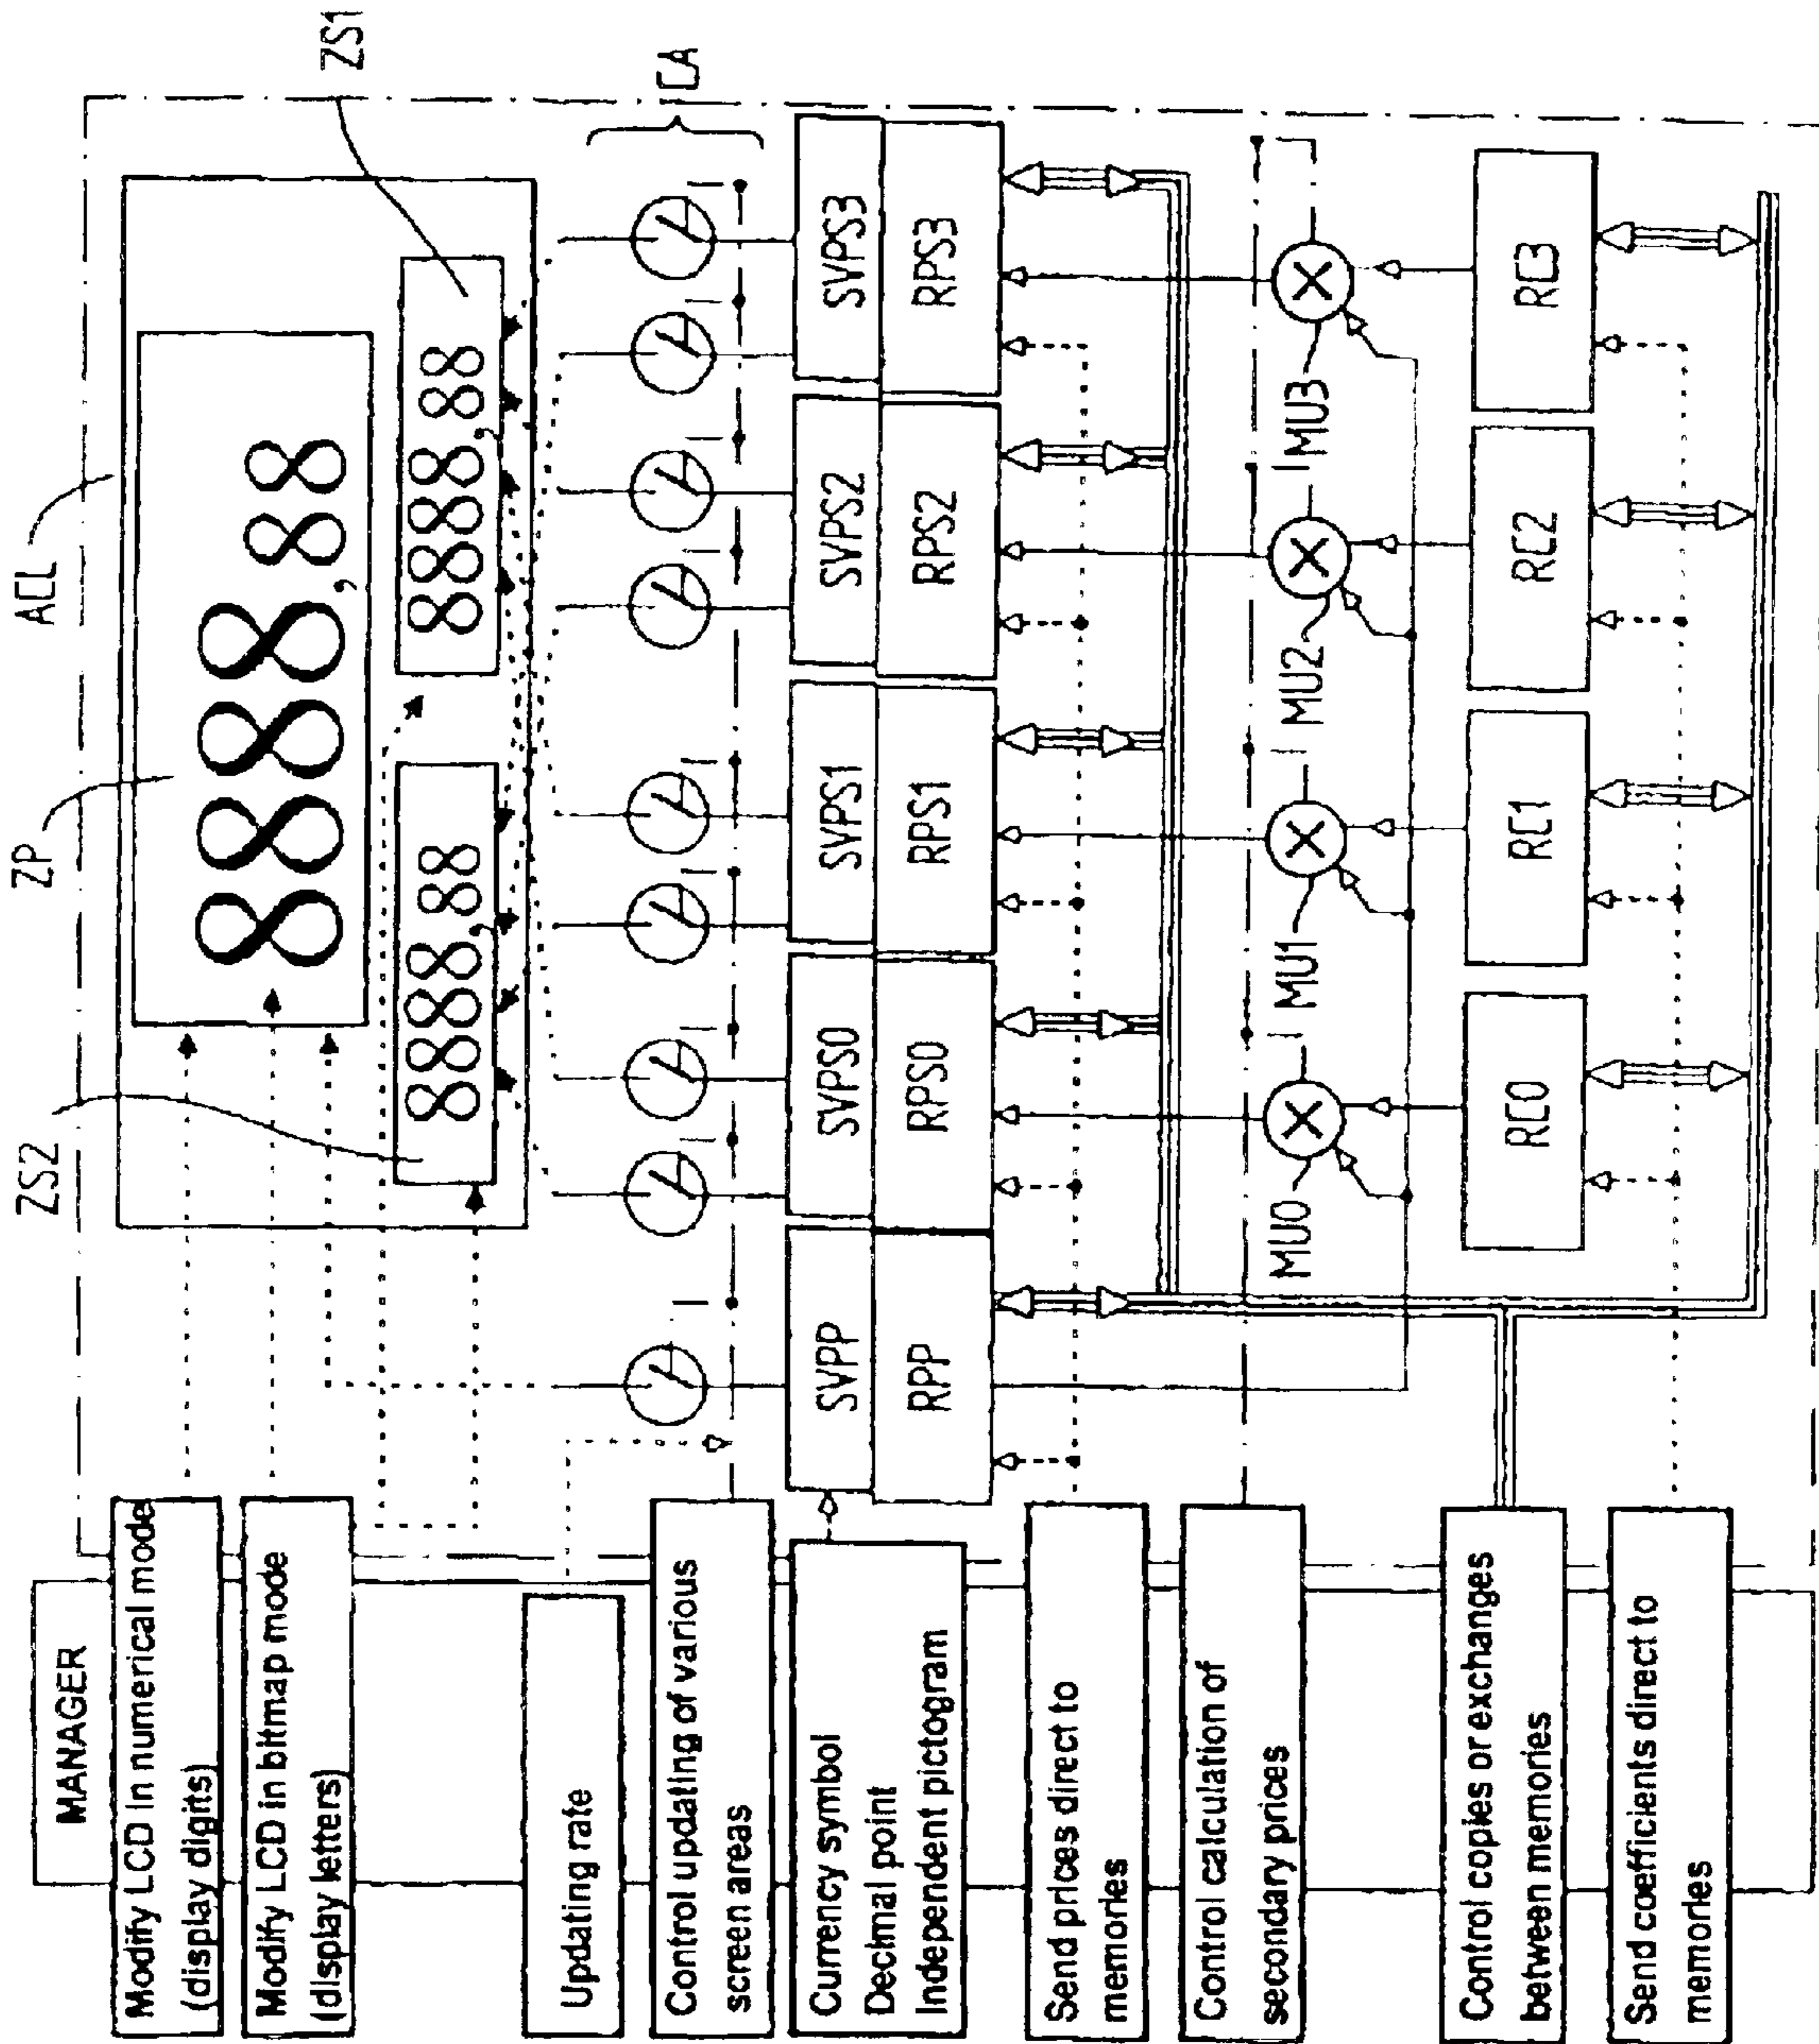 MANAGER
Modify LCD in numerical mode
(display digits)
Modify LCD in bitmap mode
(display letters)
Updating rate
Control updating of various
screen areas
Currency symbol
Decimal point
Independent pictogram
Send prices direct to
memories
Control calculation of
secondary prices
Control copies or exchanges
between memories
Send coefficients direct to
memories
ZS2
ZP
ACL
ZS1
8888,88
8888,88
88888,88
ICA
SVPP
SVPS0
SVPS1
SVPS2
SVPS3
RPP
RPS0
RPS1
RPS2
RPS3
MU0
MU1
MU2
MU3
RC0
RC1
RC2
RC3